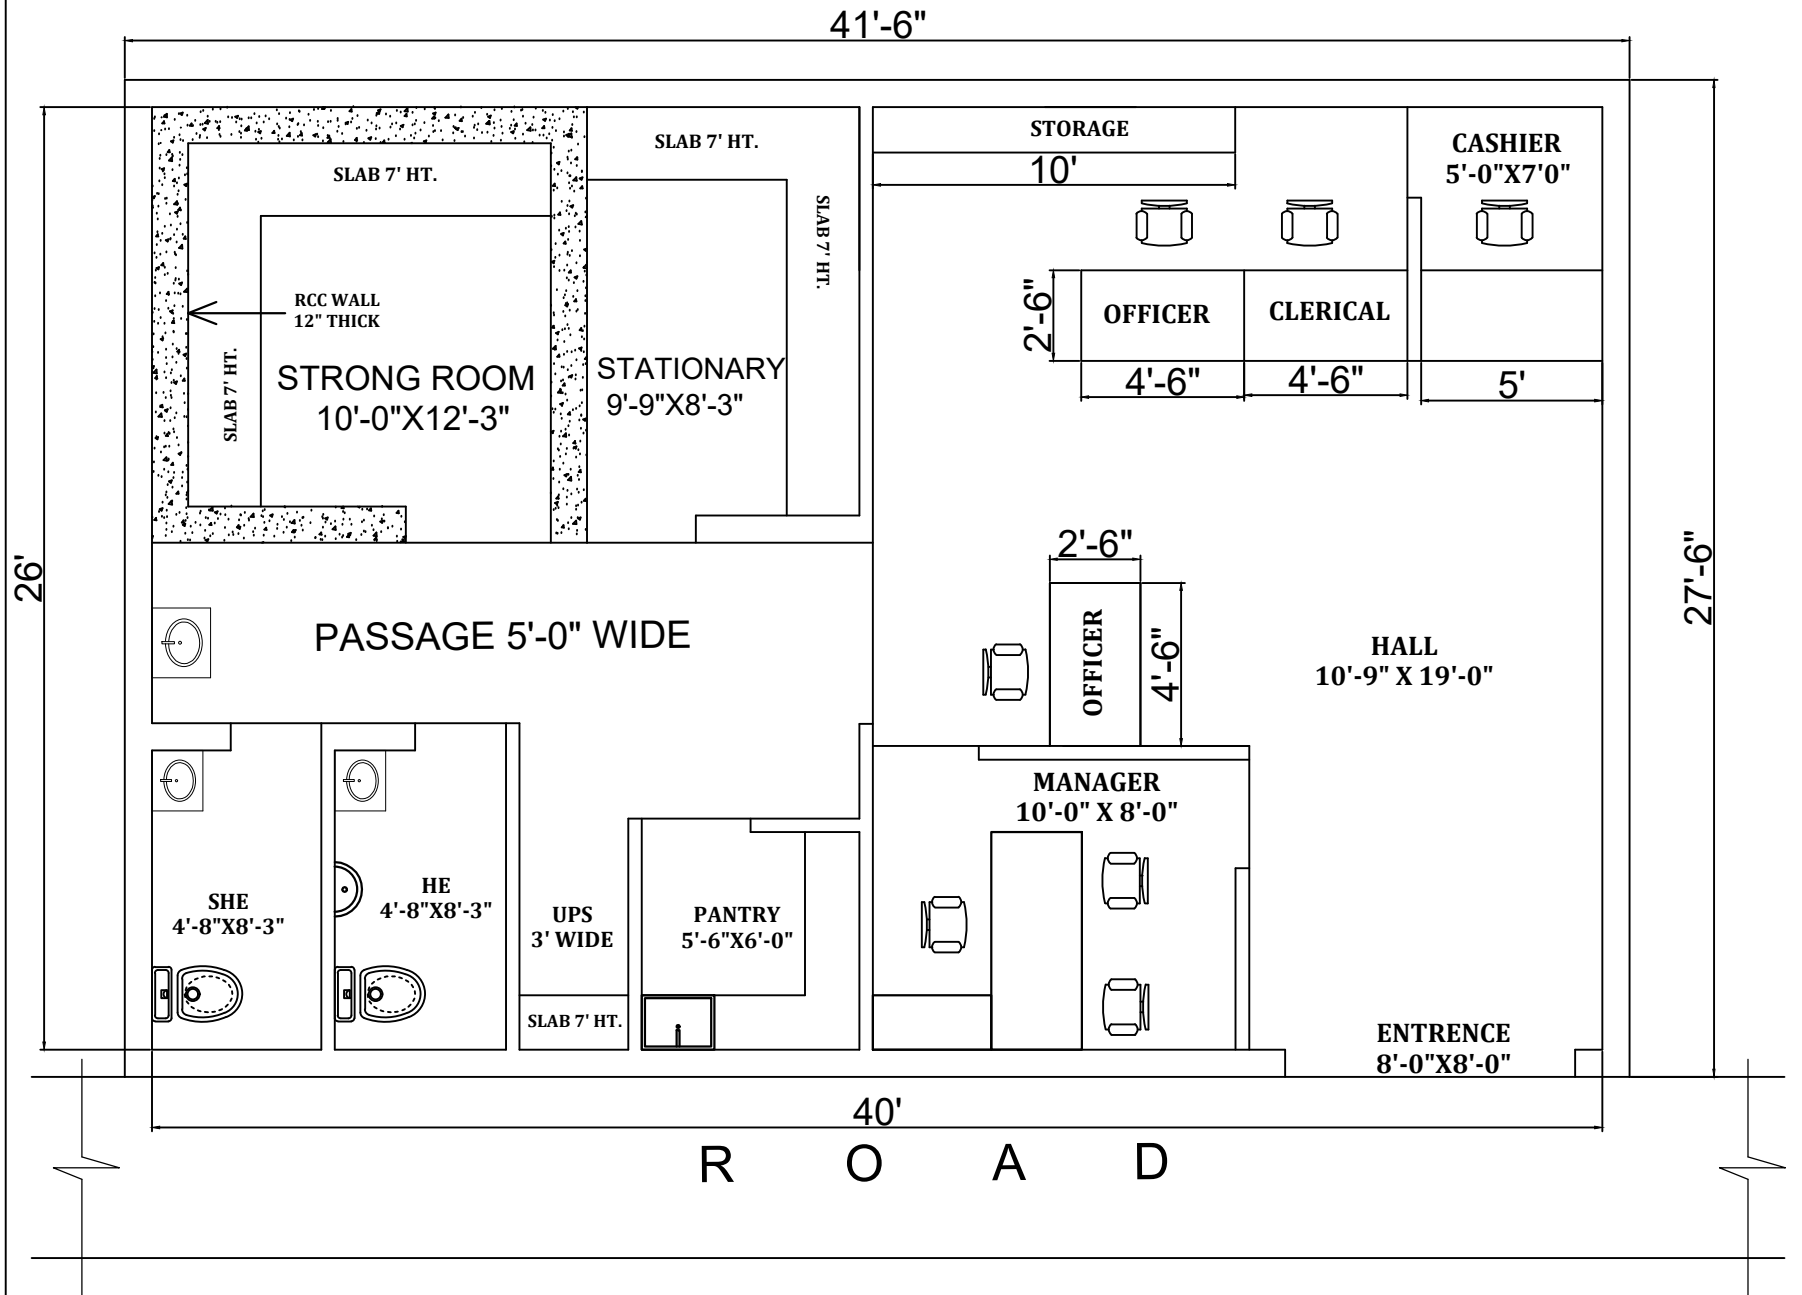 41'-6"
STORAGE
10'
CASHIER
5'-0"X7'0"
SLAB 7' HT.
SLAB 7' HT.
SLAB 7' HT.
RCC WALL
12" THICK
SLAB 7' HT.
STRONG ROOM
10'-0"X12'-3"
STATIONARY
9'-9"X8'-3"
2'-6"
OFFICER
CLERICAL
4'-6"
4'-6"
5'
26'
27'-6"
2'-6"
OFFICER
4'-6"
PASSAGE 5'-0" WIDE
HALL
10'-9" X 19'-0"
MANAGER
10'-0" X 8'-0"
SHE
4'-8"X8'-3"
HE
4'-8"X8'-3"
UPS
3' WIDE
PANTRY
5'-6"X6'-0"
SLAB 7' HT.
ENTRENCE
8'-0"X8'-0"
40'
R O A D